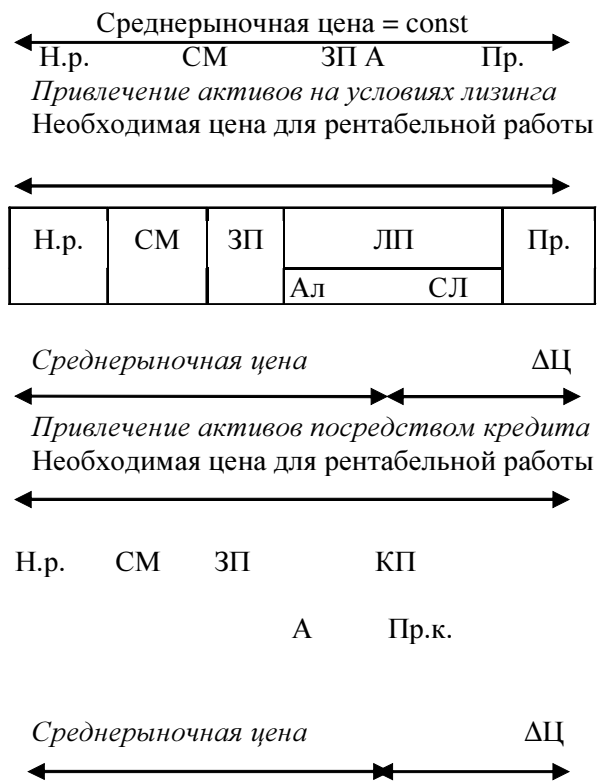 Среднерыночная цена = const
Н.р. СМ ЗП А Пр.
Привлечение активов на условиях лизинга
Необходимая цена для рентабельной работы
Н.р. СМ ЗП ЛП Пр.
Ал СЛ
Среднерыночная цена ΔЦ
Привлечение активов посредством кредита
Необходимая цена для рентабельной работы
Н.р. СМ ЗП КП
А Пр.к.
Среднерыночная цена ΔЦ